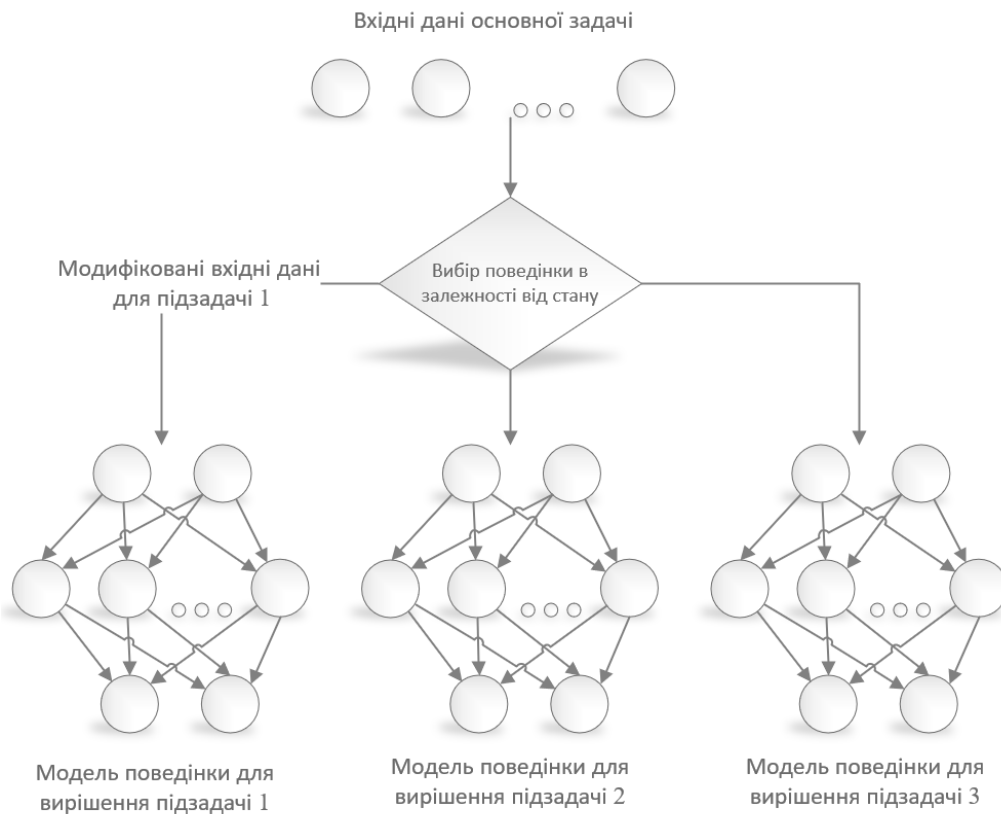 Вхідні дані основної задачі
Вибір поведінки в
залежності від стану
Модифіковані вхідні дані
для підзадачі 1
Модель поведінки для
вирішення підзадачі 1
Модель поведінки для
вирішення підзадачі 2
Модель поведінки для
вирішення підзадачі 3